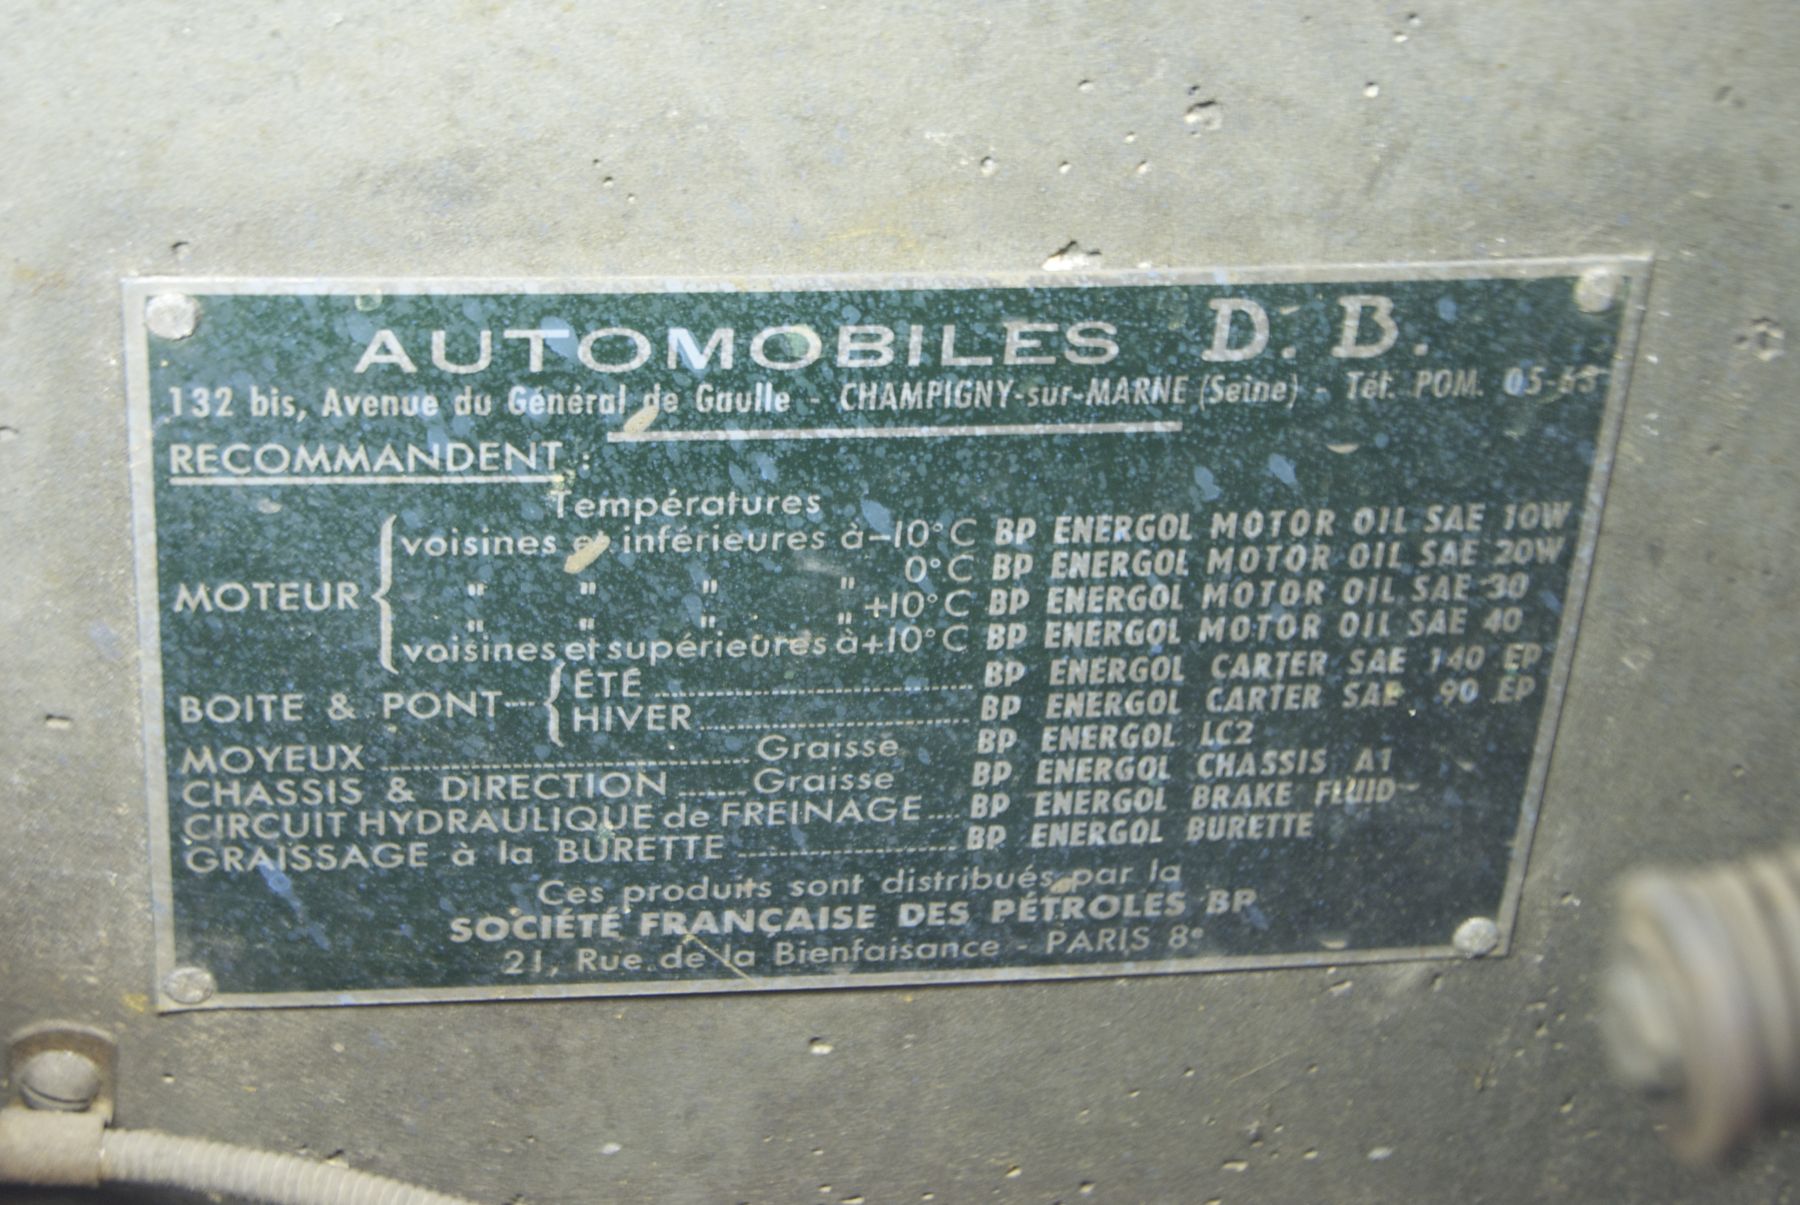 AUTOMOBILES D. B.
132 bis, Avenue du Général de Gaulle - CHAMPIGNY-sur-MARNE (Seine) - Tél. POM. 05-63
RECOMMANDENT :
Températures
voisines et inférieures à -10° C BP ENERGOL MOTOR OIL SAE 10W
" " " " 0° C BP ENERGOL MOTOR OIL SAE 20W
MOTEUR
" " " " +10° C BP ENERGOL MOTOR OIL SAE 30
voisines et supérieures à +10° C BP ENERGOL MOTOR OIL SAE 40
BOITE & PONT --- ÉTÉ ........ BP ENERGOL CARTER SAE 140 EP
HIVER ........ BP ENERGOL CARTER SAE 90 EP
MOYEUX ........ Graisse BP ENERGOL LC2
CHASSIS & DIRECTION ........ Graisse BP ENERGOL CHASSIS A1
CIRCUIT HYDRAULIQUE de FREINAGE .... BP ENERGOL BRAKE FLUID
GRAISSAGE à la BURETTE ........ BP ENERGOL BURETTE
Ces produits sont distribués par la
SOCIÉTÉ FRANÇAISE DES PÉTROLES BP
21, Rue de la Bienfaisance - PARIS 8e